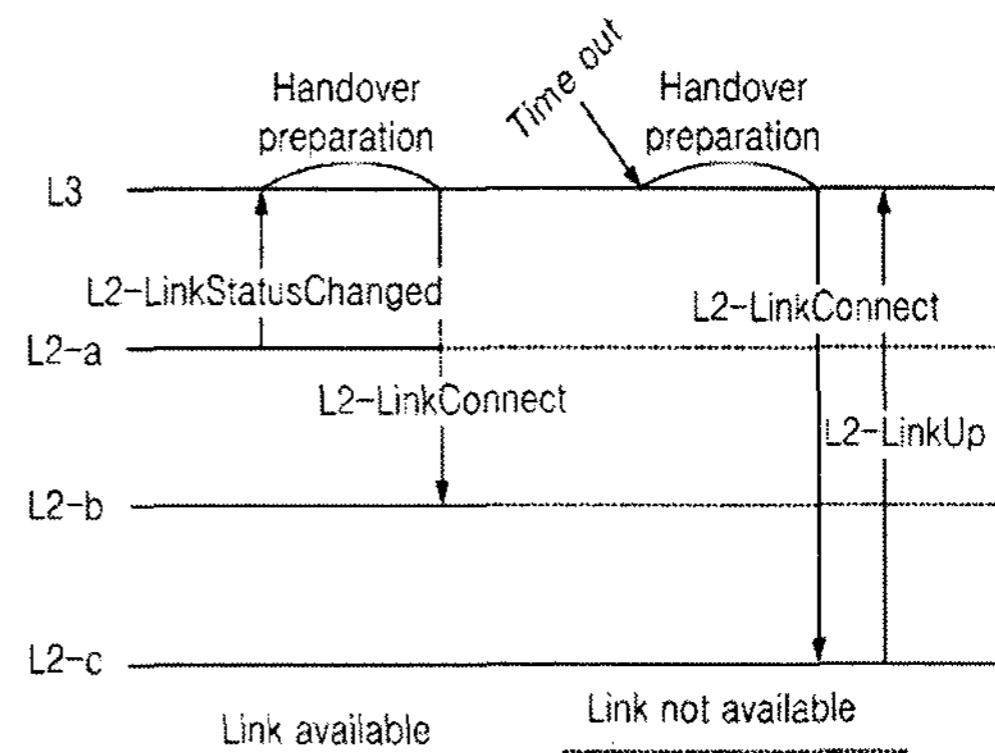 Handover
preparation
Time out
Handover
preparation
L3
L2-LinkStatusChanged
L2-LinkConnect
L2-a
L2-LinkConnect
L2-LinkUp
L2-b
L2-c
Link available
Link not available